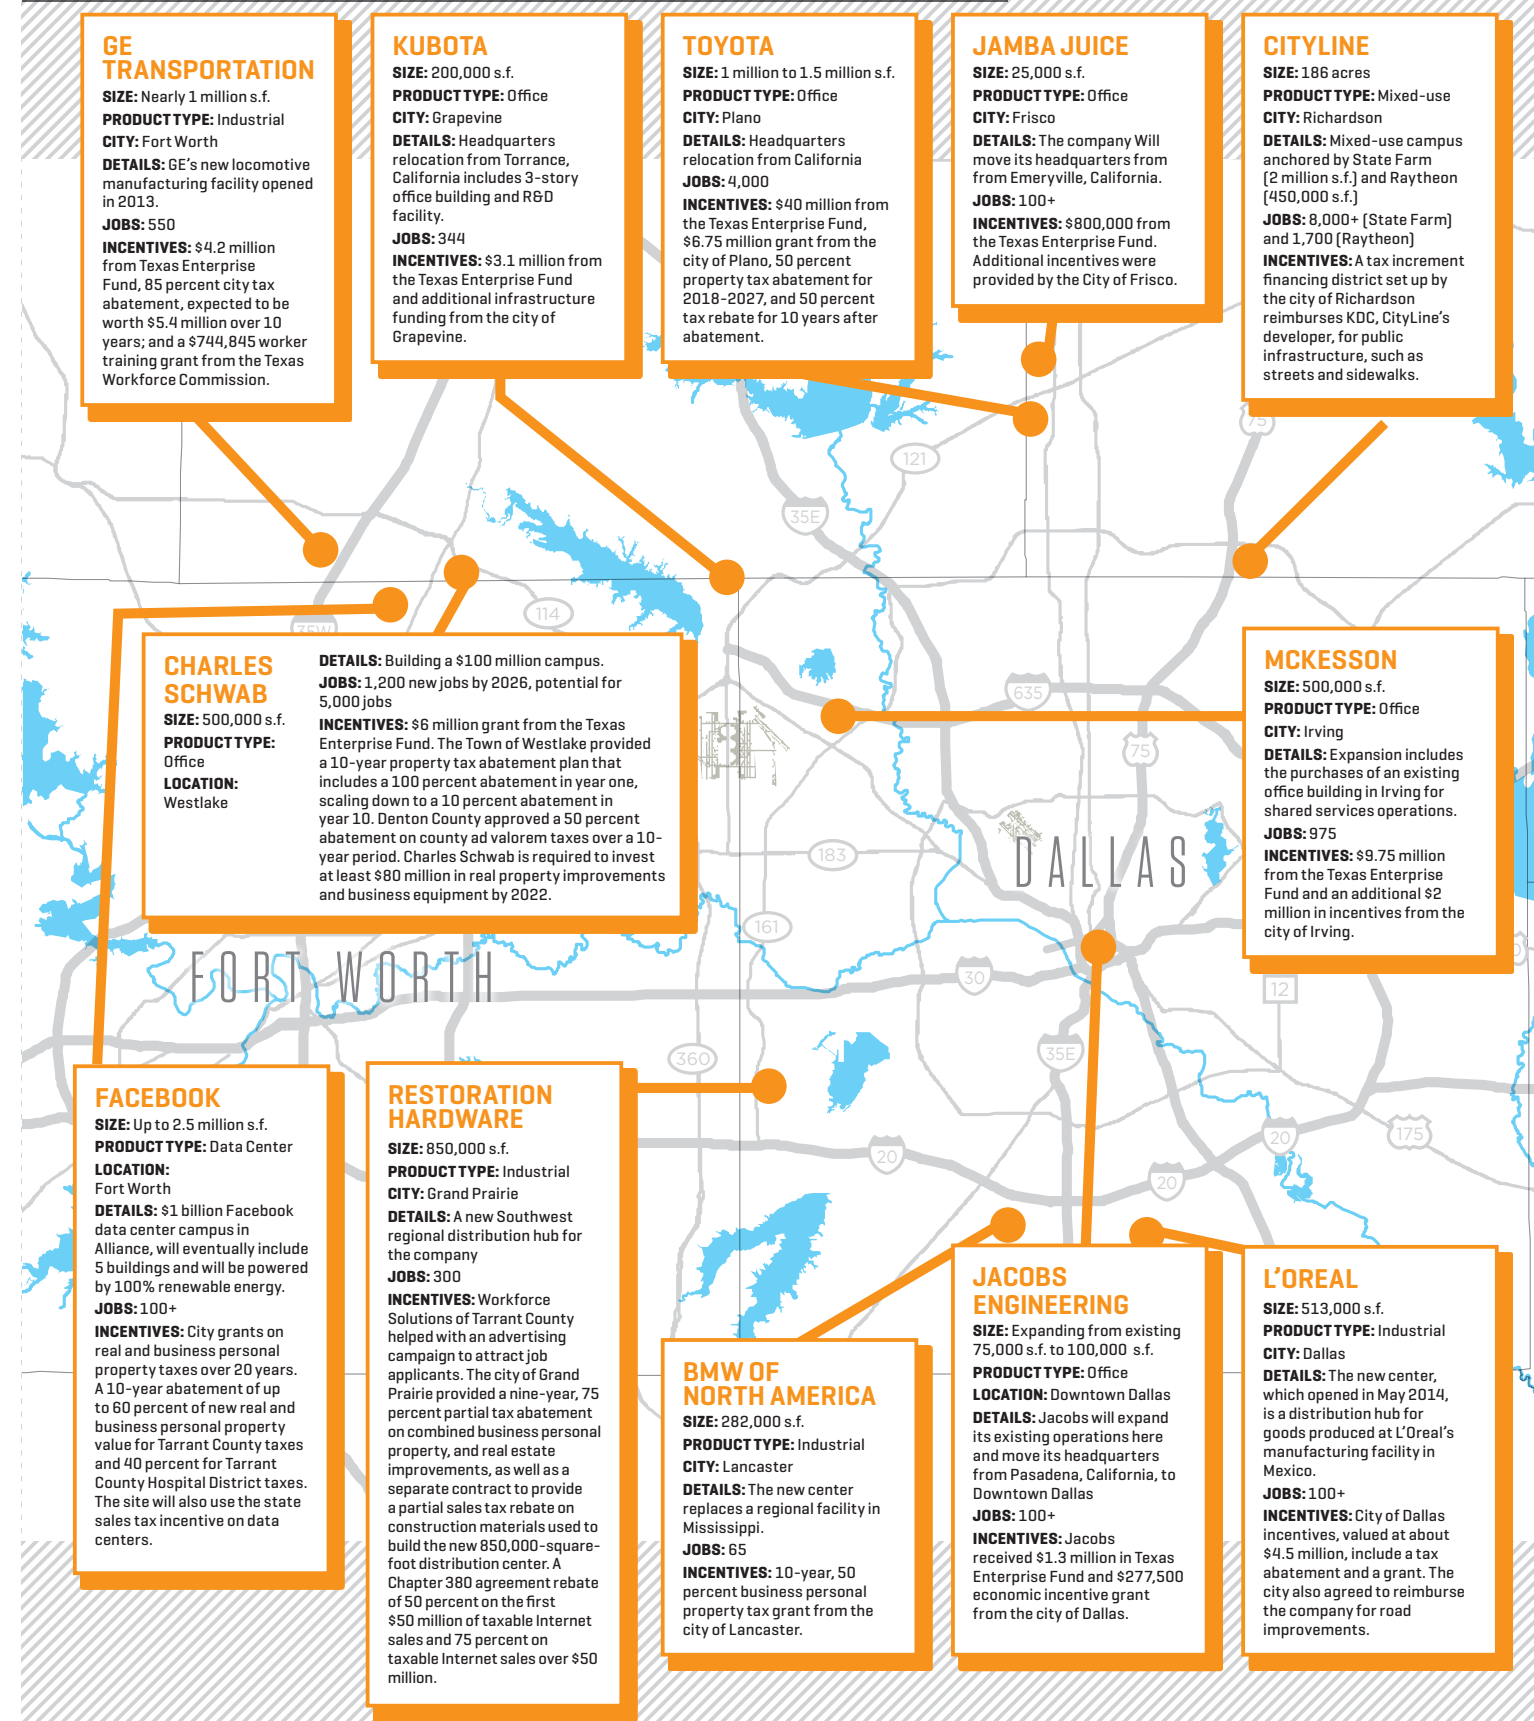 GE
TRANSPORTATION
SIZE: Nearly 1 million s.f.
PRODUCT TYPE: Industrial
CITY: Fort Worth
DETAILS: GE's new locomotive
manufacturing facility opened
in 2013.
JOBS: 550
INCENTIVES: $4.2 million
from Texas Enterprise
Fund, 85 percent city tax
abatement, expected to be
worth $5.4 million over 10
years; and a $744,845 worker
training grant from the Texas
Workforce Commission.
KUBOTA
SIZE: 200,000 s.f.
PRODUCT TYPE: Office
CITY: Grapevine
DETAILS: Headquarters
relocation from Torrance,
California includes 3-story
office building and R&D
facility.
JOBS: 344
INCENTIVES: $3.1 million from
the Texas Enterprise Fund
and additional infrastructure
funding from the city of
Grapevine.
TOYOTA
SIZE: 1 million to 1.5 million s.f.
PRODUCT TYPE: Office
CITY: Plano
DETAILS: Headquarters
relocation from California
JOBS: 4,000
INCENTIVES: $40 million from
the Texas Enterprise Fund,
$6.75 million grant from the
city of Plano, 50 percent
property tax abatement for
2018-2027, and 50 percent
tax rebate for 10 years after
abatement.
JAMBA JUICE
SIZE: 25,000 s.f.
PRODUCT TYPE: Office
CITY: Frisco
DETAILS: The company Will
move its headquarters from
from Emeryville, California.
JOBS: 100+
INCENTIVES: $800,000 from
the Texas Enterprise Fund.
Additional incentives were
provided by the City of Frisco.
CITYLINE
SIZE: 186 acres
PRODUCT TYPE: Mixed-use
CITY: Richardson
DETAILS: Mixed-use campus
anchored by State Farm
(2 million s.f.) and Raytheon
(450,000 s.f.)
JOBS: 8,000+ (State Farm)
and 1,700 (Raytheon)
INCENTIVES: A tax increment
financing district set up by
the city of Richardson
reimburses KDC, CityLine's
developer, for public
infrastructure, such as
streets and sidewalks.
75
121
35E
114
35W
CHARLES
SCHWAB
SIZE: 500,000 s.f.
PRODUCT TYPE:
Office
LOCATION:
Westlake
DETAILS: Building a $100 million campus.
JOBS: 1,200 new jobs by 2026, potential for
5,000 jobs
INCENTIVES: $6 million grant from the Texas
Enterprise Fund. The Town of Westlake provided
a 10-year property tax abatement plan that
includes a 100 percent abatement in year one,
scaling down to a 10 percent abatement in
year 10. Denton County approved a 50 percent
abatement on county ad valorem taxes over a 10-
year period. Charles Schwab is required to invest
at least $80 million in real property improvements
and business equipment by 2022.
635
75
MCKESSON
SIZE: 500,000 s.f.
PRODUCT TYPE: Office
CITY: Irving
DETAILS: Expansion includes
the purchases of an existing
office building in Irving for
shared services operations.
JOBS: 975
INCENTIVES: $9.75 million
from the Texas Enterprise
Fund and an additional $2
million in incentives from the
city of Irving.
183
DALLAS
161
FORT WORTH
30
12
360
35E
20
20
20
175
FACEBOOK
SIZE: Up to 2.5 million s.f.
PRODUCT TYPE: Data Center
LOCATION:
Fort Worth
DETAILS: $1 billion Facebook
data center campus in
Alliance, will eventually include
5 buildings and will be powered
by 100% renewable energy.
JOBS: 100+
INCENTIVES: City grants on
real and business personal
property taxes over 20 years.
A 10-year abatement of up
to 60 percent of new real and
business personal property
value for Tarrant County taxes
and 40 percent for Tarrant
County Hospital District taxes.
The site will also use the state
sales tax incentive on data
centers.
RESTORATION
HARDWARE
SIZE: 850,000 s.f.
PRODUCT TYPE: Industrial
CITY: Grand Prairie
DETAILS: A new Southwest
regional distribution hub for
the company
JOBS: 300
INCENTIVES: Workforce
Solutions of Tarrant County
helped with an advertising
campaign to attract job
applicants. The city of Grand
Prairie provided a nine-year, 75
percent partial tax abatement
on combined business personal
property, and real estate
improvements, as well as a
separate contract to provide
a partial sales tax rebate on
construction materials used to
build the new 850,000-square-
foot distribution center. A
Chapter 380 agreement rebate
of 50 percent on the first
$50 million of taxable Internet
sales and 75 percent on
taxable Internet sales over $50
million.
BMW OF
NORTH AMERICA
SIZE: 282,000 s.f.
PRODUCT TYPE: Industrial
CITY: Lancaster
DETAILS: The new center
replaces a regional facility in
Mississippi.
JOBS: 65
INCENTIVES: 10-year, 50
percent business personal
property tax grant from the
city of Lancaster.
JACOBS
ENGINEERING
SIZE: Expanding from existing
75,000 s.f. to 100,000 s.f.
PRODUCT TYPE: Office
LOCATION: Downtown Dallas
DETAILS: Jacobs will expand
its existing operations here
and move its headquarters
from Pasadena, California, to
Downtown Dallas
JOBS: 100+
INCENTIVES: Jacobs
received $1.3 million in Texas
Enterprise Fund and $277,500
economic incentive grant
from the city of Dallas.
L'OREAL
SIZE: 513,000 s.f.
PRODUCT TYPE: Industrial
CITY: Dallas
DETAILS: The new center,
which opened in May 2014,
is a distribution hub for
goods produced at L'Oreal's
manufacturing facility in
Mexico.
JOBS: 100+
INCENTIVES: City of Dallas
incentives, valued at about
$4.5 million, include a tax
abatement and a grant. The
city also agreed to reimburse
the company for road
improvements.